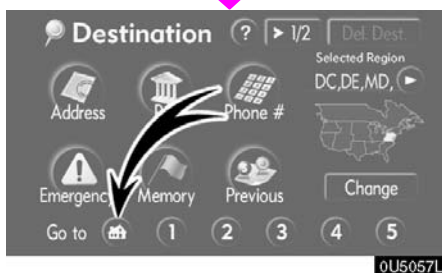 Destination ? > 1/2 Del. Dest.
Selected Region
DC,DE,MD,
Address Phone #
Emergency Memory Previous Change
Go to 1 2 3 4 5
0U5057L